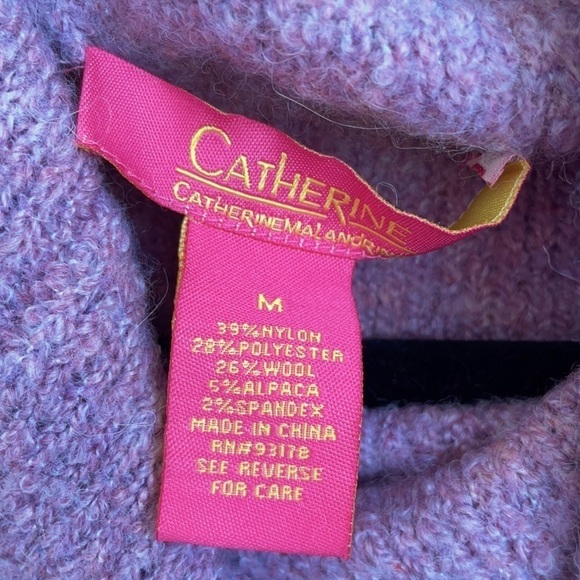 CATHERINE
CATHERINEMALANDRIN
M
39%NYLON
28%POLYESTER
26%WOOL
5%ALPACA
2%SPANDEX
MADE IN CHINA
RN#93178
SEE REVERSE
FOR CARE